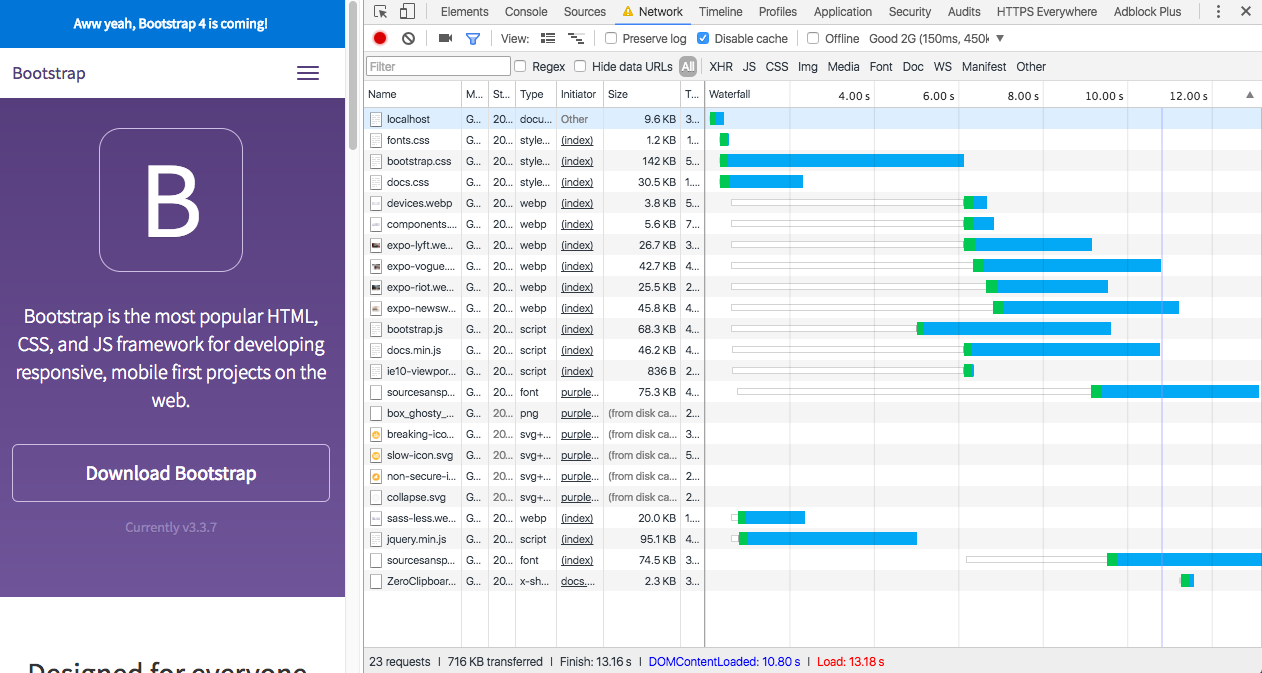 Aww yeah, Bootstrap 4 is coming!
Bootstrap
B
Bootstrap is the most popular HTML,
CSS, and JS framework for developing
responsive, mobile first projects on the
web.
Download Bootstrap
Currently v3.3.7
Designed for everyone
Elements Console Sources Network Timeline Profiles Application Security Audits HTTPS Everywhere Adblock Plus
View: Preserve log Disable cache Offline Good 2G (150ms, 450k
Filter Regex Hide data URLs All XHR JS CSS Img Media Font Doc WS Manifest Other
Name M... St... Type Initiator Size T... Waterfall 4.00 s 6.00 s 8.00 s 10.00 s 12.00 s
localhost G... 20... docu... Other 9.6 KB 3...
fonts.css G... 20... style... (index) 1.2 KB 1...
bootstrap.css G... 20... style... (index) 142 KB 5...
docs.css G... 20... style... (index) 30.5 KB 1....
devices.webp G... 20... webp (index) 3.8 KB 5...
components.... G... 20... webp (index) 5.6 KB 7...
expo-lyft.we... G... 20... webp (index) 26.7 KB 3...
expo-vogue.... G... 20... webp (index) 42.7 KB 4...
expo-riot.we... G... 20... webp (index) 25.5 KB 2...
expo-newsw... G... 20... webp (index) 45.8 KB 4...
bootstrap.js G... 20... script (index) 68.3 KB 4...
docs.min.js G... 20... script (index) 46.2 KB 4...
ie10-viewpor... G... 20... script (index) 836 B 2...
sourcesansp... G... 20... font purple... 75.3 KB 4...
box_ghosty_... G... 20... png purple... (from disk ca... 2...
breaking-ico... G... 20... svg+... purple... (from disk ca... 3...
slow-icon.svg G... 20... svg+... purple... (from disk ca... 5...
non-secure-i... G... 20... svg+... purple... (from disk ca... 2...
collapse.svg G... 20... svg+... purple... (from disk ca... 2...
sass-less.we... G... 20... webp (index) 20.0 KB 1....
jquery.min.js G... 20... script (index) 95.1 KB 4...
sourcesansp... G... 20... font (index) 74.5 KB 3...
ZeroClipboar... G... 20... x-sh... docs.... 2.3 KB 3...
23 requests | 716 KB transferred | Finish: 13.16 s | DOMContentLoaded: 10.80 s | Load: 13.18 s